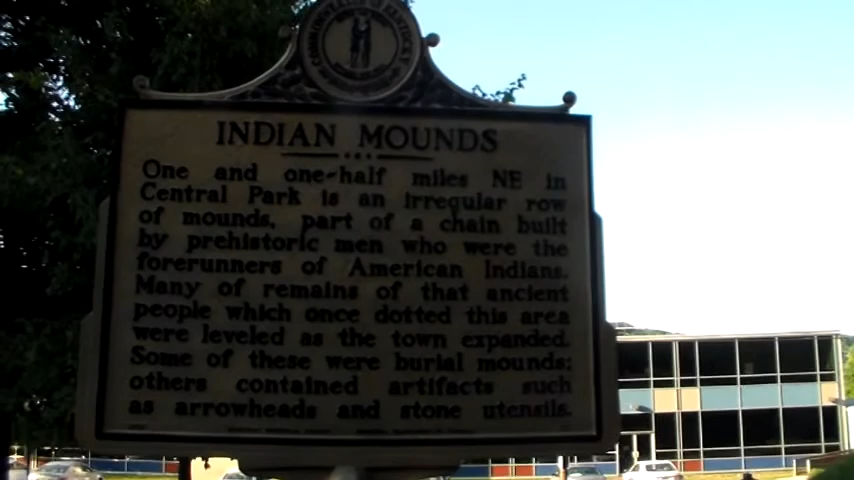 COMMONWEALTH OF KENTUCKY
INDIAN MOUNDS
One and one-half miles NE in
Central Park is an irregular row
of mounds, part of a chain built
by prehistoric men who were the
forerunners of American Indians.
Many of remains of that ancient
people which once dotted this area
were leveled as the town expanded.
Some of these were burial mounds;
others contained artifacts such
as arrowheads and stone utensils.